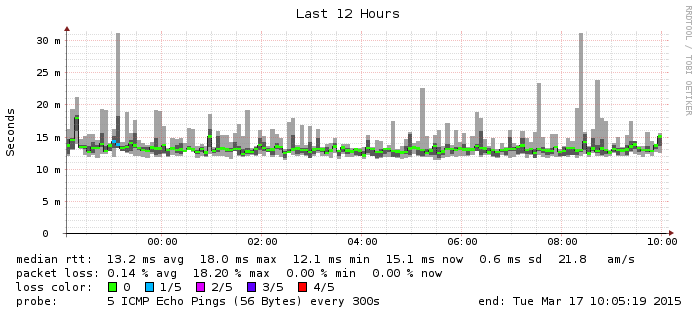 Last 12 Hours
RRDTOOL / TOBI OETIKER
Seconds
30 m
25 m
20 m
15 m
10 m
5 m
0
00:00 02:00 04:00 06:00 08:00 10:00
median rtt: 13.2 ms avg 18.0 ms max 12.1 ms min 15.1 ms now 0.6 ms sd 21.8 am/s
packet loss: 0.14 % avg 18.20 % max 0.00 % min 0.00 % now
loss color: 0 1/5 2/5 3/5 4/5
probe: 5 ICMP Echo Pings (56 Bytes) every 300s end: Tue Mar 17 10:05:19 2015